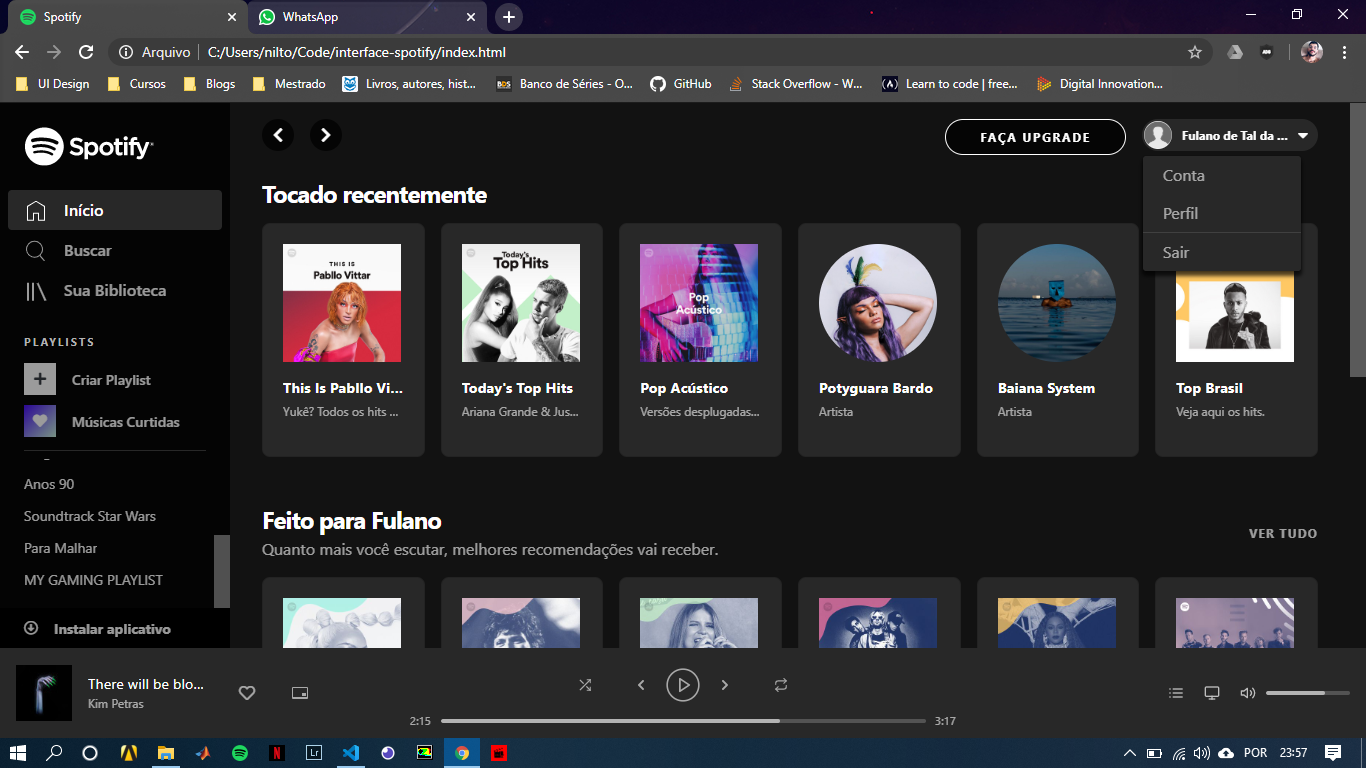 Spotify
WhatsApp
Arquivo
C:/Users/nilto/Code/interface-spotify/index.html
UI Design
Cursos
Blogs
Mestrado
Livros, autores, hist...
Banco de Séries - O...
GitHub
Stack Overflow - W...
Learn to code | free...
Digital Innovation...
Spotify
FAÇA UPGRADE
Fulano de Tal da ...
Conta
Perfil
Sair
Início
Buscar
Sua Biblioteca
PLAYLISTS
Criar Playlist
Músicas Curtidas
Anos 90
Soundtrack Star Wars
Para Malhar
MY GAMING PLAYLIST
Instalar aplicativo
Tocado recentemente
THIS IS
Pabllo Vittar
Today's
Top Hits
Pop
Acústico
This Is Pabllo Vi...
Yukê? Todos os hits ...
Today's Top Hits
Ariana Grande & Jus...
Pop Acústico
Versões desplugadas...
Potyguara Bardo
Artista
Baiana System
Artista
Top Brasil
Veja aqui os hits.
Feito para Fulano
Quanto mais você escutar, melhores recomendações vai receber.
VER TUDO
There will be blo...
Kim Petras
2:15
3:17
Lr
POR
23:57